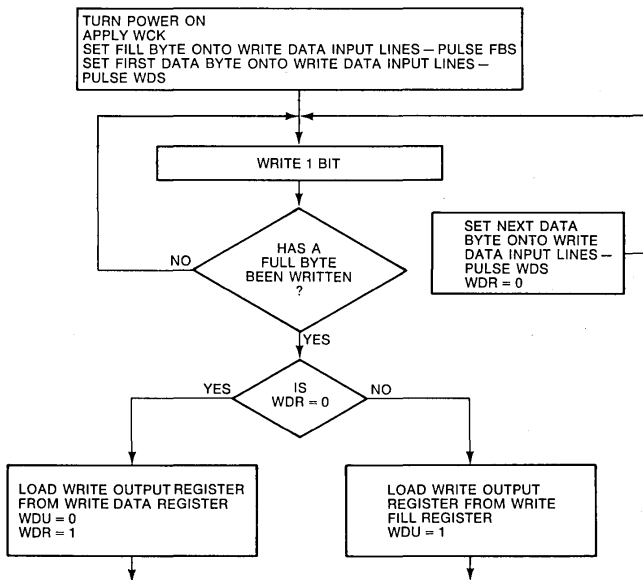 TURN POWER ON
APPLY WCK
SET FILL BYTE ONTO WRITE DATA INPUT LINES — PULSE FBS
SET FIRST DATA BYTE ONTO WRITE DATA INPUT LINES —
PULSE WDS
WRITE 1 BIT
HAS A
FULL BYTE
BEEN WRITTEN
?
NO
SET NEXT DATA
BYTE ONTO WRITE
DATA INPUT LINES —
PULSE WDS
WDR = 0
YES
IS
WDR = 0
YES
NO
LOAD WRITE OUTPUT REGISTER
FROM WRITE DATA REGISTER
WDU = 0
WDR = 1
LOAD WRITE OUTPUT
REGISTER FROM WRITE
FILL REGISTER
WDU = 1